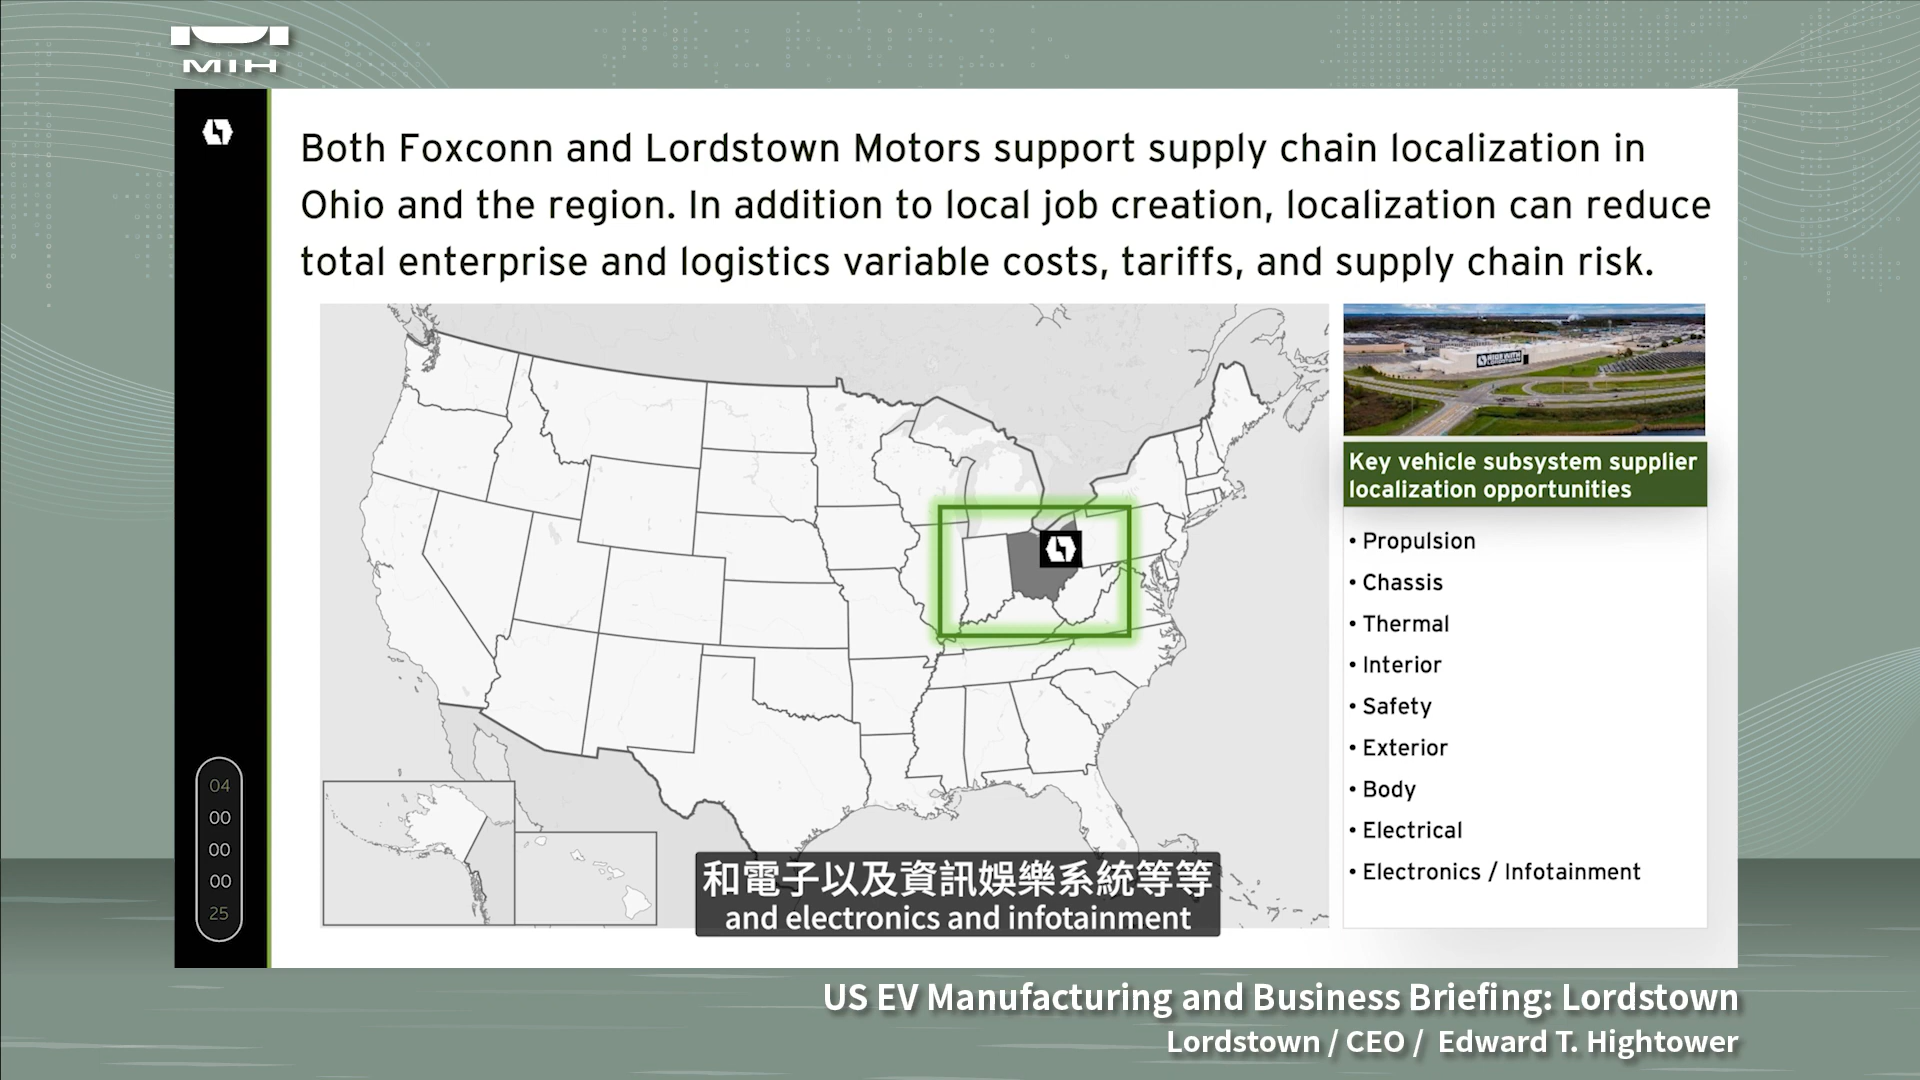 MIH
Both Foxconn and Lordstown Motors support supply chain localization in
Ohio and the region. In addition to local job creation, localization can reduce
total enterprise and logistics variable costs, tariffs, and supply chain risk.
RIDE WITH
LORDSTOWN
Key vehicle subsystem supplier
localization opportunities
• Propulsion
• Chassis
• Thermal
• Interior
• Safety
• Exterior
• Body
• Electrical
• Electronics / Infotainment
04
00
00
00
25
和電子以及資訊娛樂系統等等
and electronics and infotainment
US EV Manufacturing and Business Briefing: Lordstown
Lordstown / CEO / Edward T. Hightower